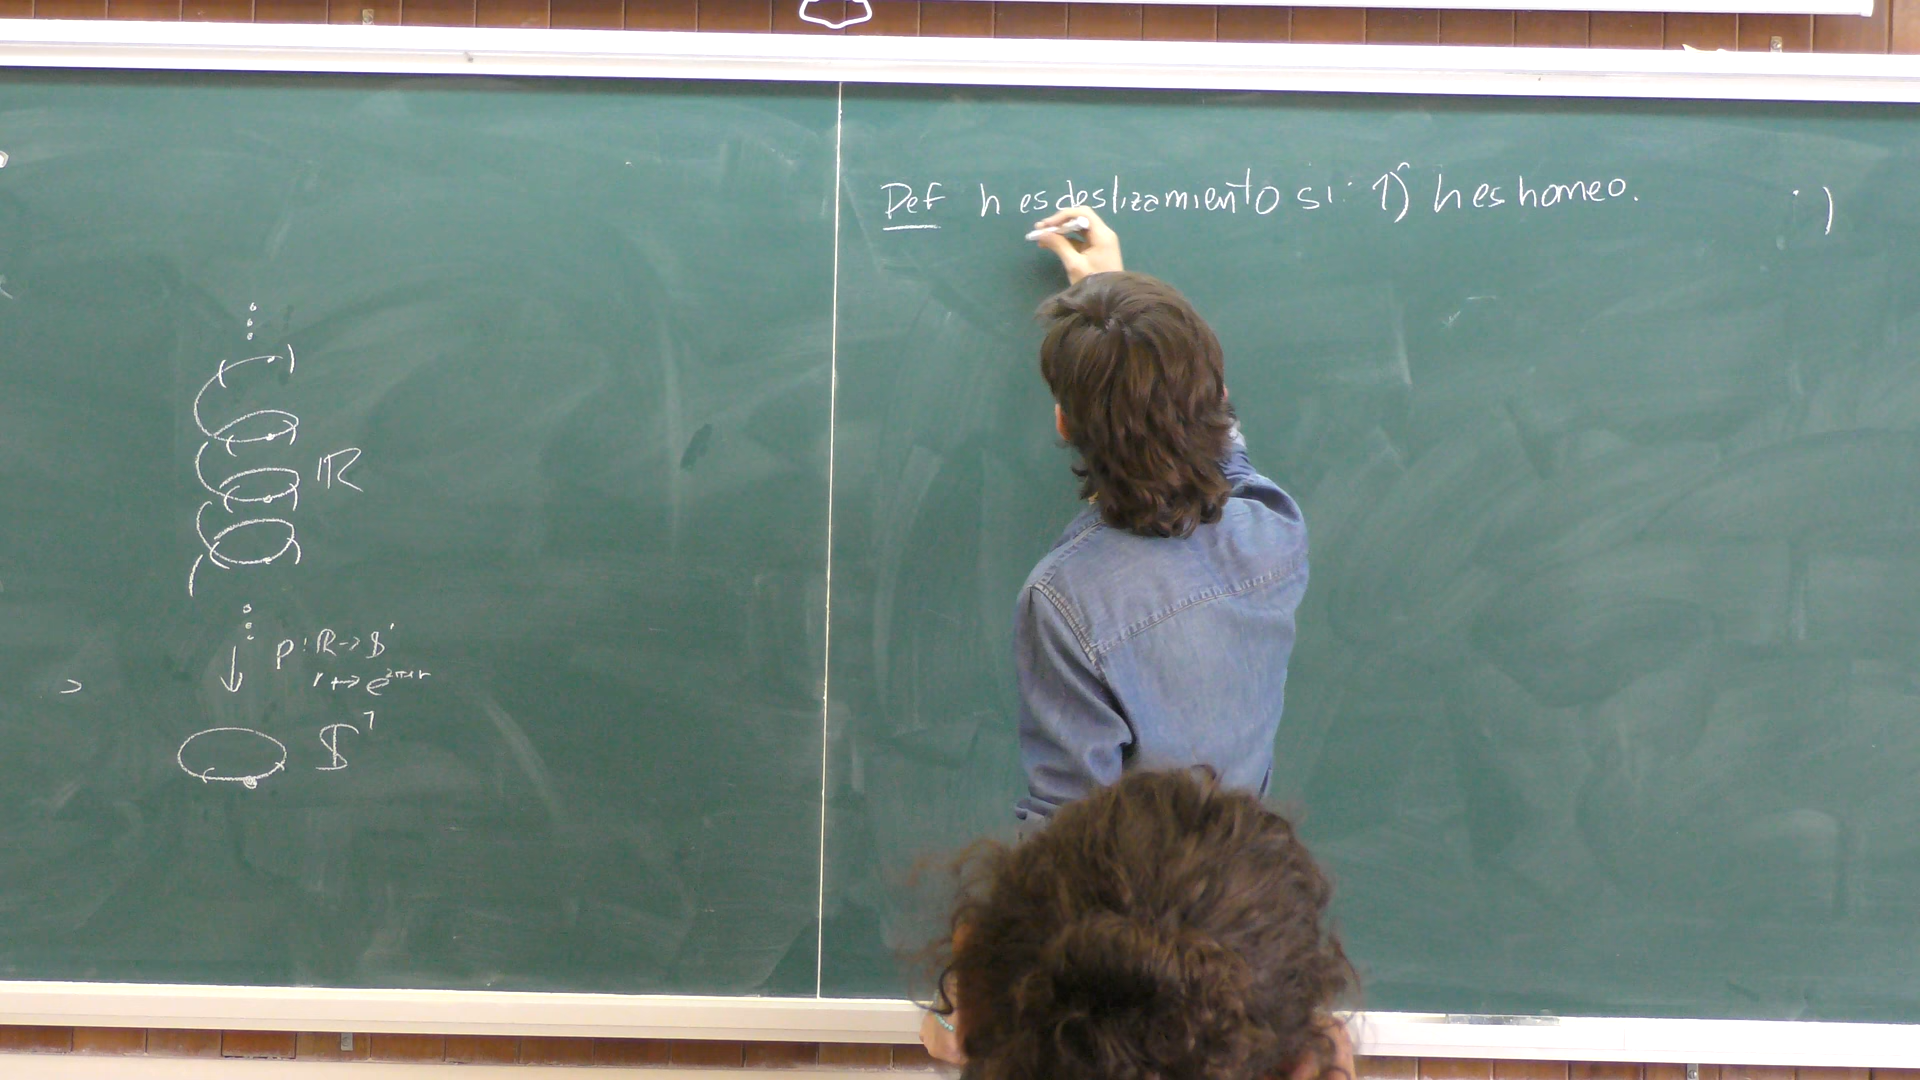 ℝ
p: ℝ → 𝕊¹
r ↦ e^{2πir}
𝕊¹
Def h es deslizamiento si: 1) h es homeo.